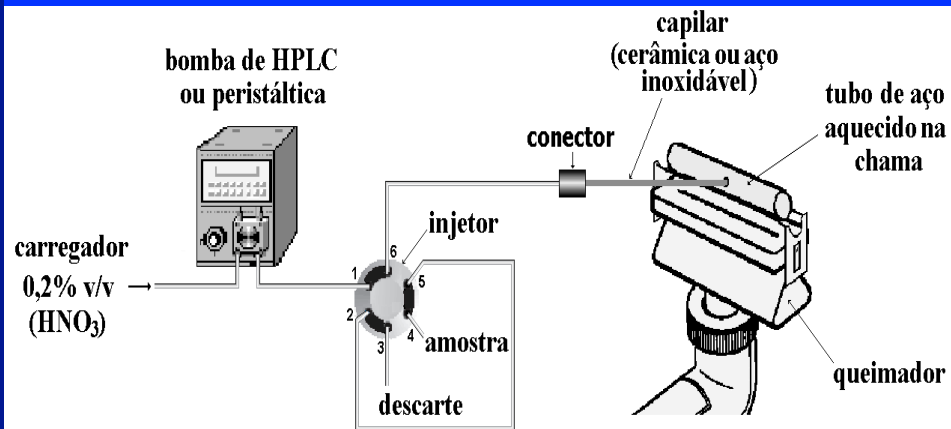 bomba de HPLC
ou peristáltica
capilar
(cerâmica ou aço
inoxidável)
tubo de aço
aquecido na
chama
conector
injetor
carregador
0,2% v/v
(HNO₃)
1
6
5
2
3
4
amostra
descarte
queimador